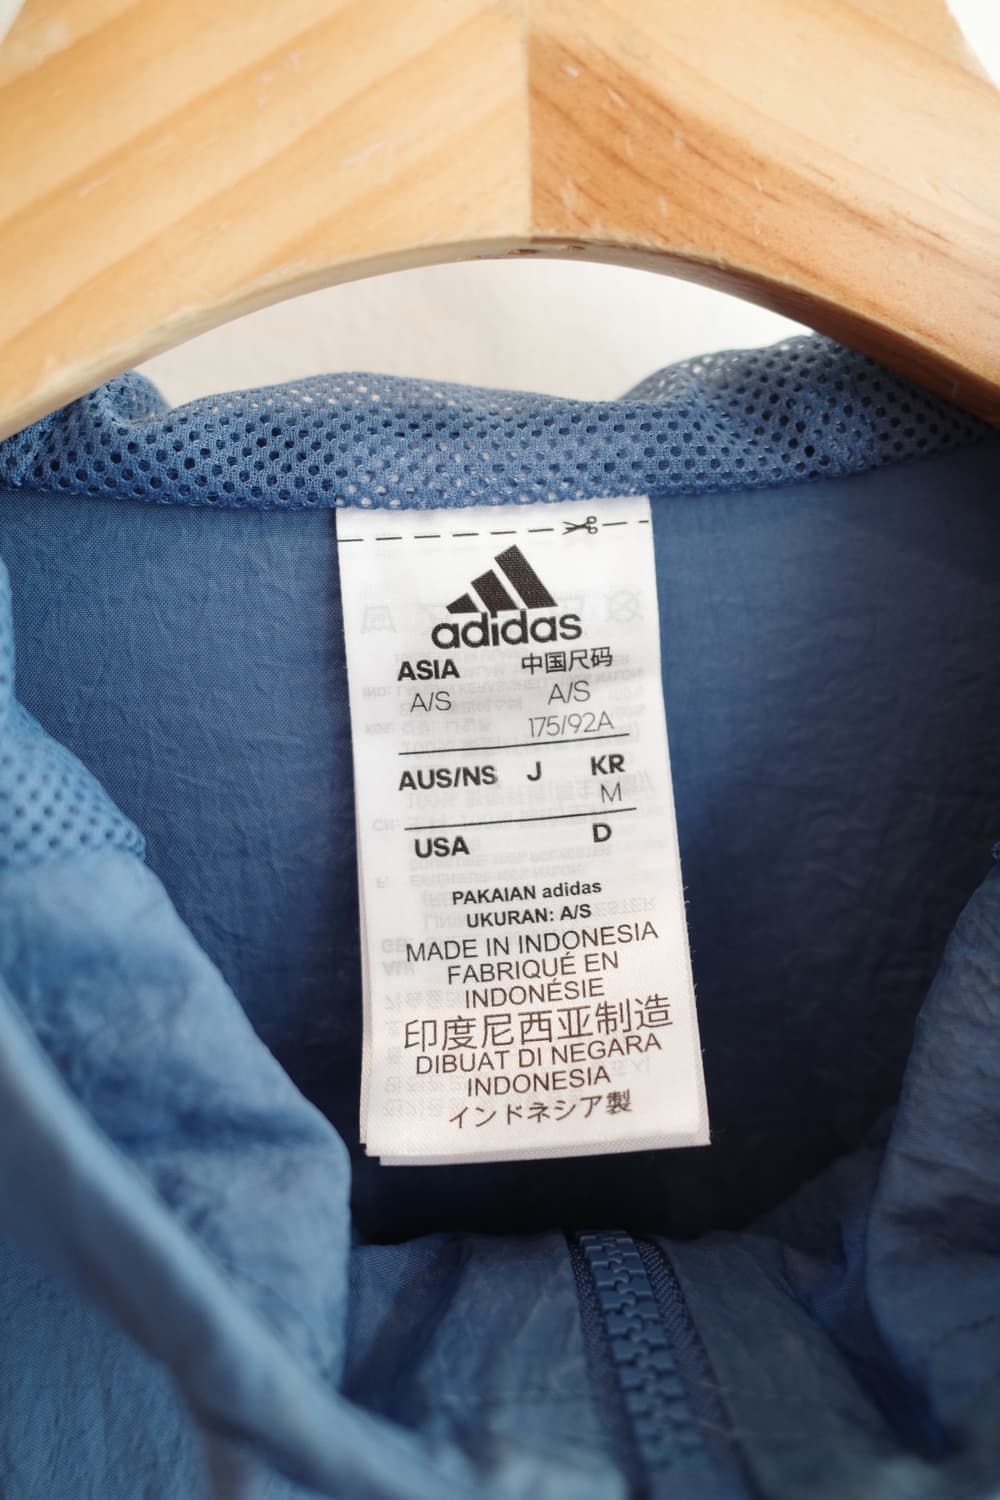 adidas
ASIA 中国尺码
A/S A/S
175/92A
AUS/NS J KR
M
USA D
PAKAIAN adidas
UKURAN: A/S
MADE IN INDONESIA
FABRIQUÉ EN
INDONÉSIE
印度尼西亚制造
DIBUAT DI NEGARA
INDONESIA
インドネシア製